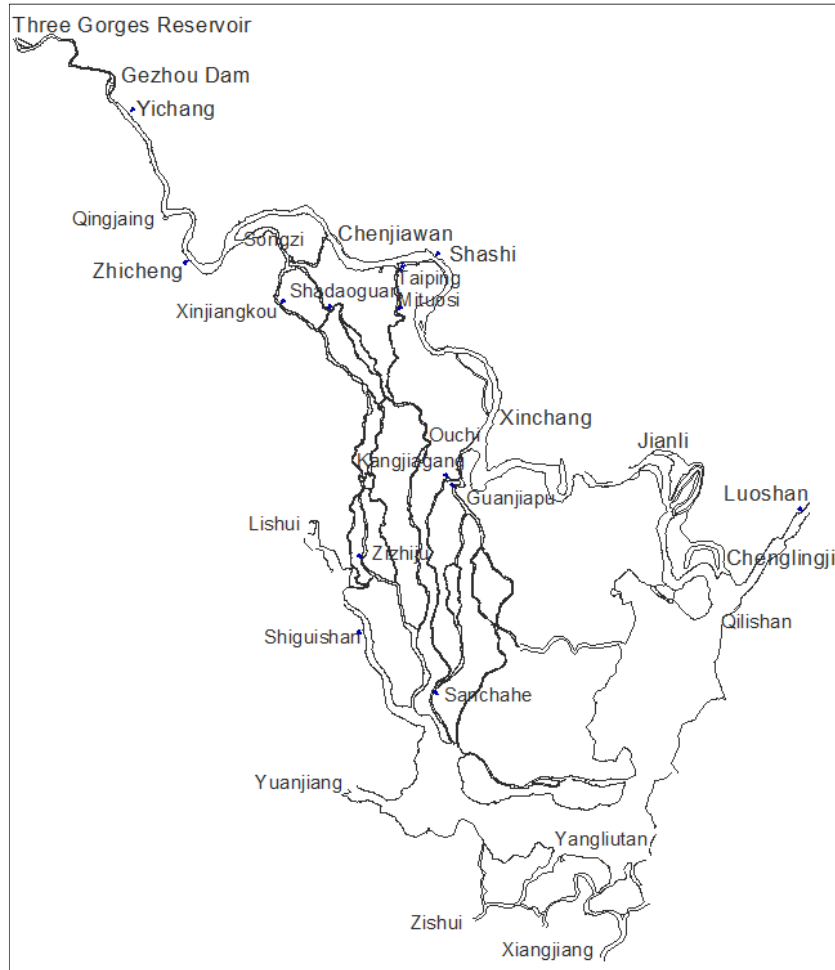 Three Gorges Reservoir
Gezhou Dam
Yichang
Qingjaing
Songzi
Chenjiawan
Shashi
Zhicheng
Taiping
Shadaoguan
Mituosi
Xinjiangkou
Xinchang
Ouchi
Jianli
Kangjiagang
Guanjiapu
Luoshan
Lishui
Zizhiju
Chenglingji
Qilishan
Shiguishan
Sanchahe
Yuanjiang
Yangliutan
Zishui
Xiangjiang